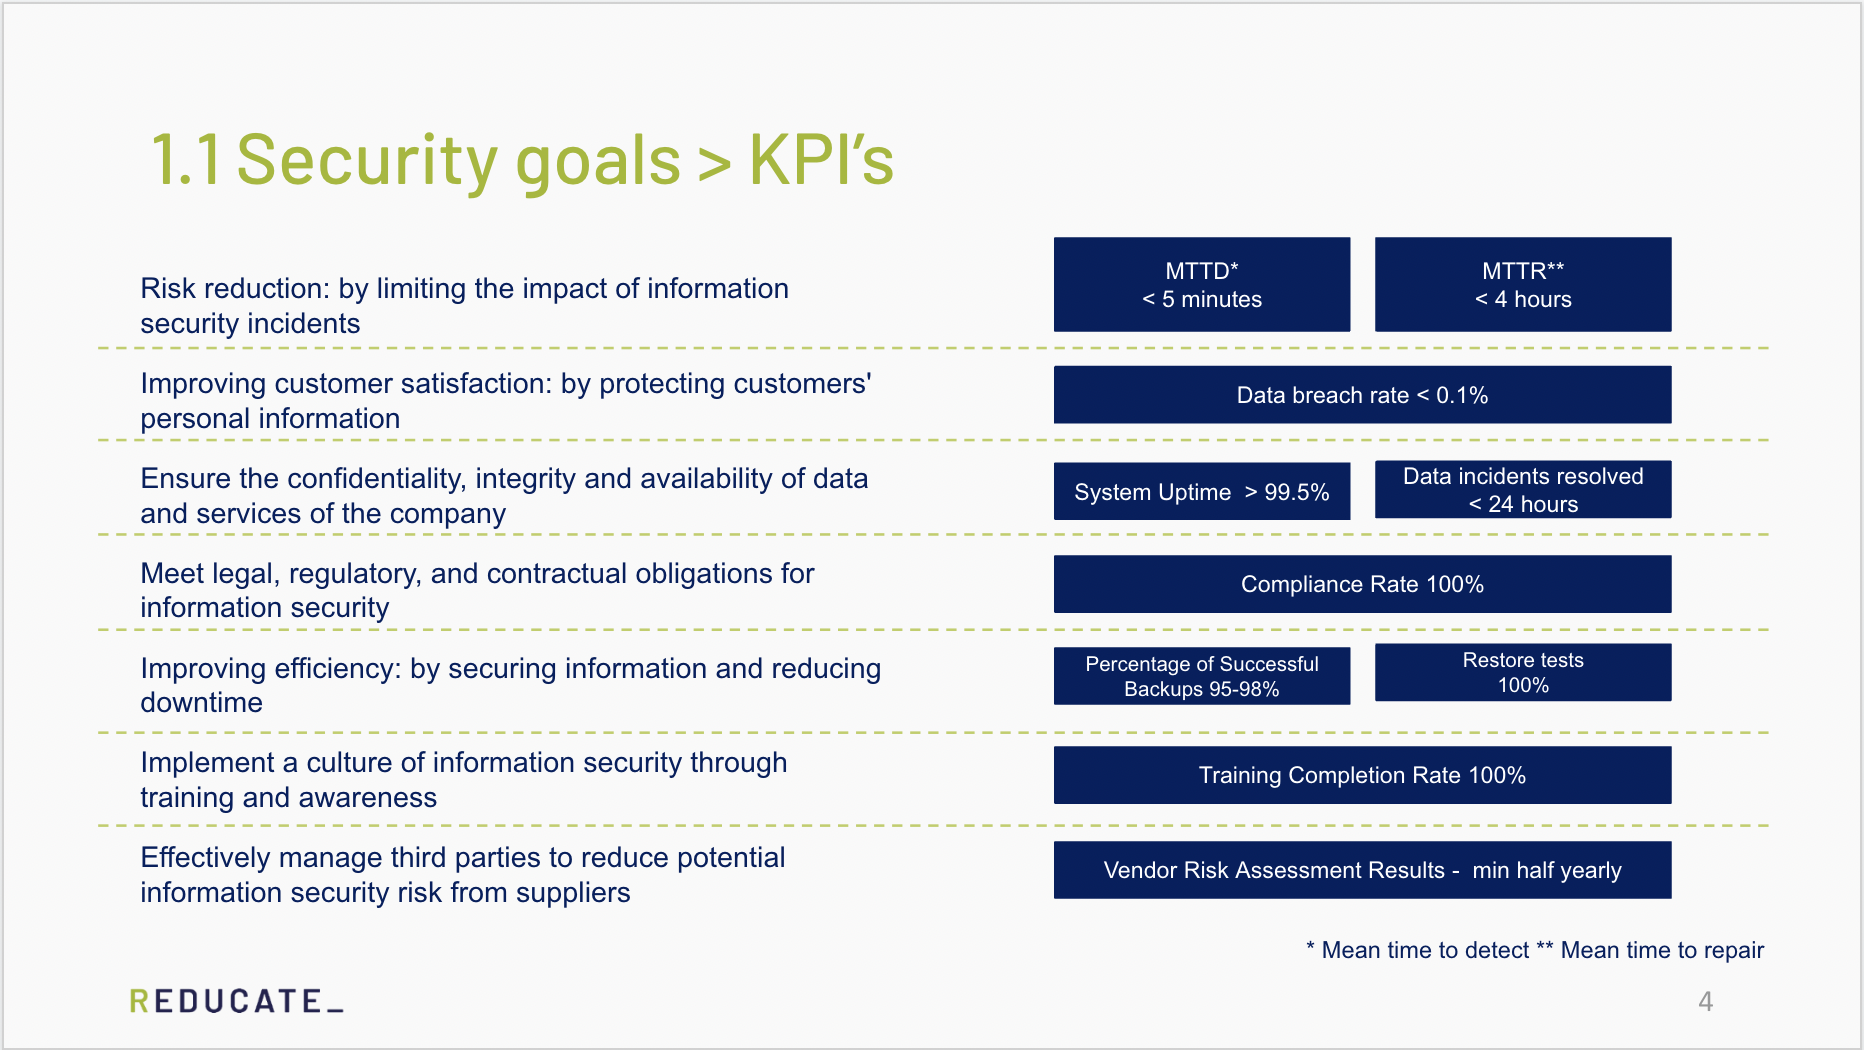 1.1 Security goals > KPI’s
Risk reduction: by limiting the impact of information
security incidents
MTTD*
< 5 minutes
MTTR**
< 4 hours
Improving customer satisfaction: by protecting customers'
personal information
Data breach rate < 0.1%
Ensure the confidentiality, integrity and availability of data
and services of the company
System Uptime  > 99.5%
Data incidents resolved
< 24 hours
Meet legal, regulatory, and contractual obligations for
information security
Compliance Rate 100%
Improving efficiency: by securing information and reducing
downtime
Percentage of Successful
Backups 95-98%
Restore tests
100%
Implement a culture of information security through
training and awareness
Training Completion Rate 100%
Effectively manage third parties to reduce potential
information security risk from suppliers
Vendor Risk Assessment Results -  min half yearly
* Mean time to detect ** Mean time to repair
REDUCATE_
4